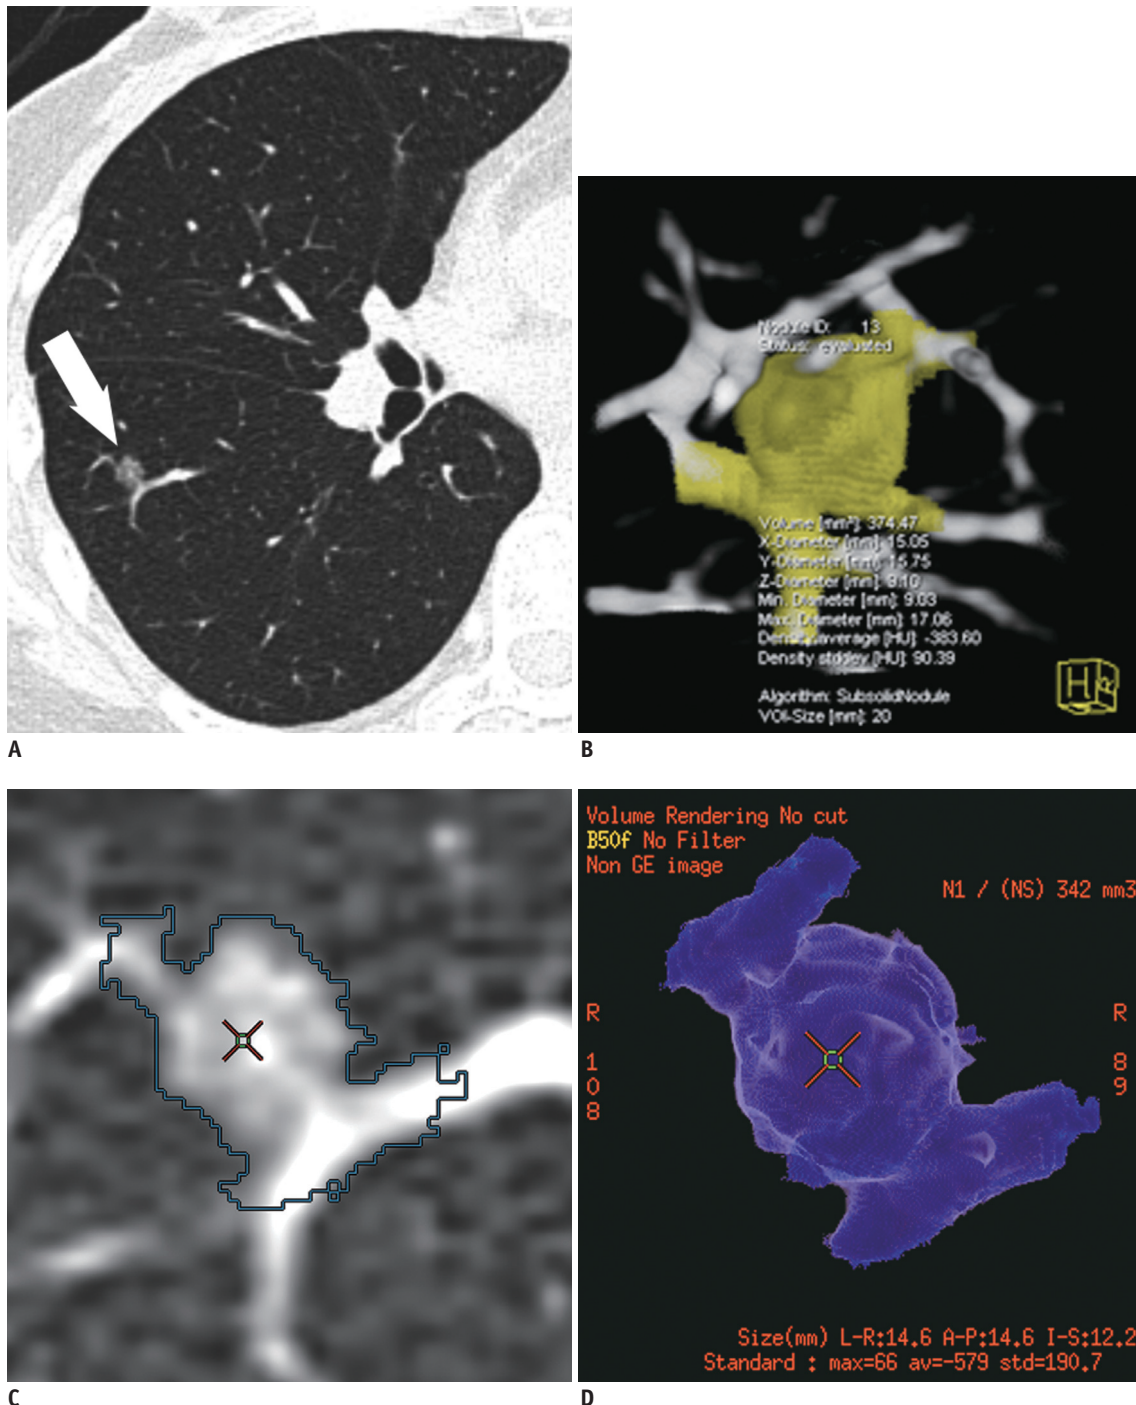 Nodule ID: 13
Status: evaluated
Volume [mm³]: 374.47
X-Diameter [mm]: 15.05
Y-Diameter [mm]: 15.75
Z-Diameter [mm]: 9.10
Min. Diameter [mm]: 9.03
Max. Diameter [mm]: 17.06
Density average [HU]: -383.60
Density stddev [HU]: 90.39
Algorithm: SubsolidNodule
VOI-Size [mm]: 20
H
R
A
B
Volume Rendering No cut
B50f No Filter
Non GE image
N1 / (NS) 342 mm3
R
108
R
89
Size(mm) L-R:14.6 A-P:14.6 I-S:12.2
Standard : max=66 av=-579 std=190.7
C
D